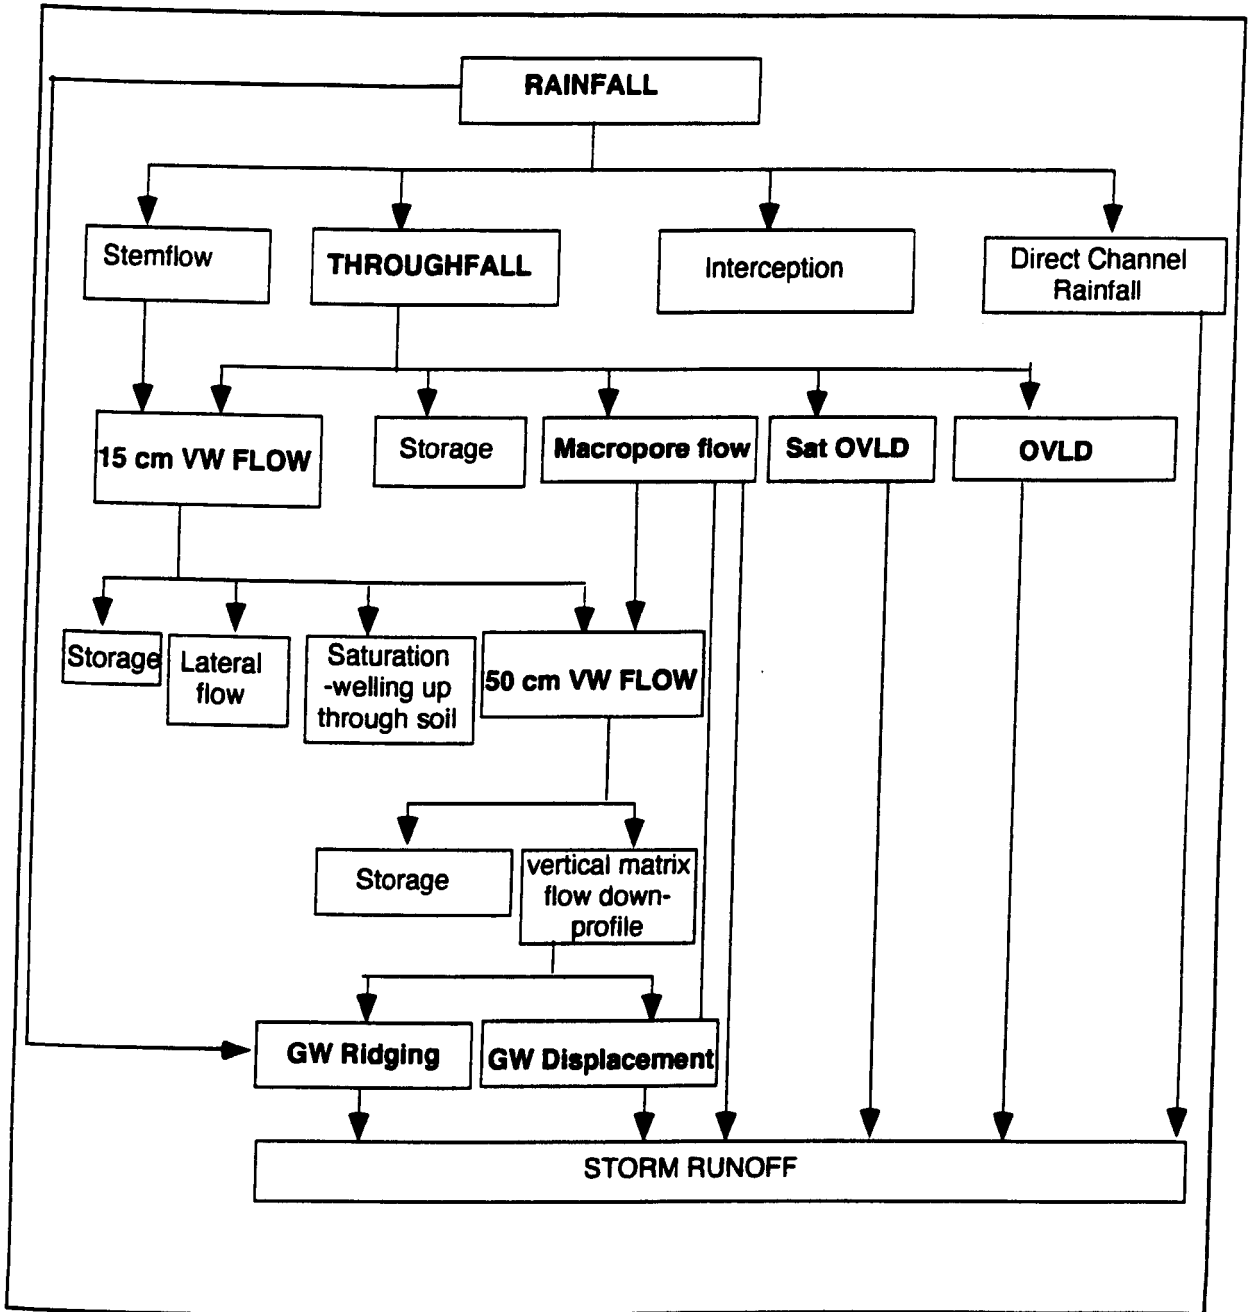 RAINFALL
Stemflow
THROUGHFALL
Interception
Direct Channel
Rainfall
15 cm VW FLOW
Storage
Macropore flow
Sat OVLD
OVLD
Storage
Lateral
flow
Saturation
-welling up
through soil
50 cm VW FLOW
Storage
vertical matrix
flow down-
profile
GW Ridging
GW Displacement
STORM RUNOFF